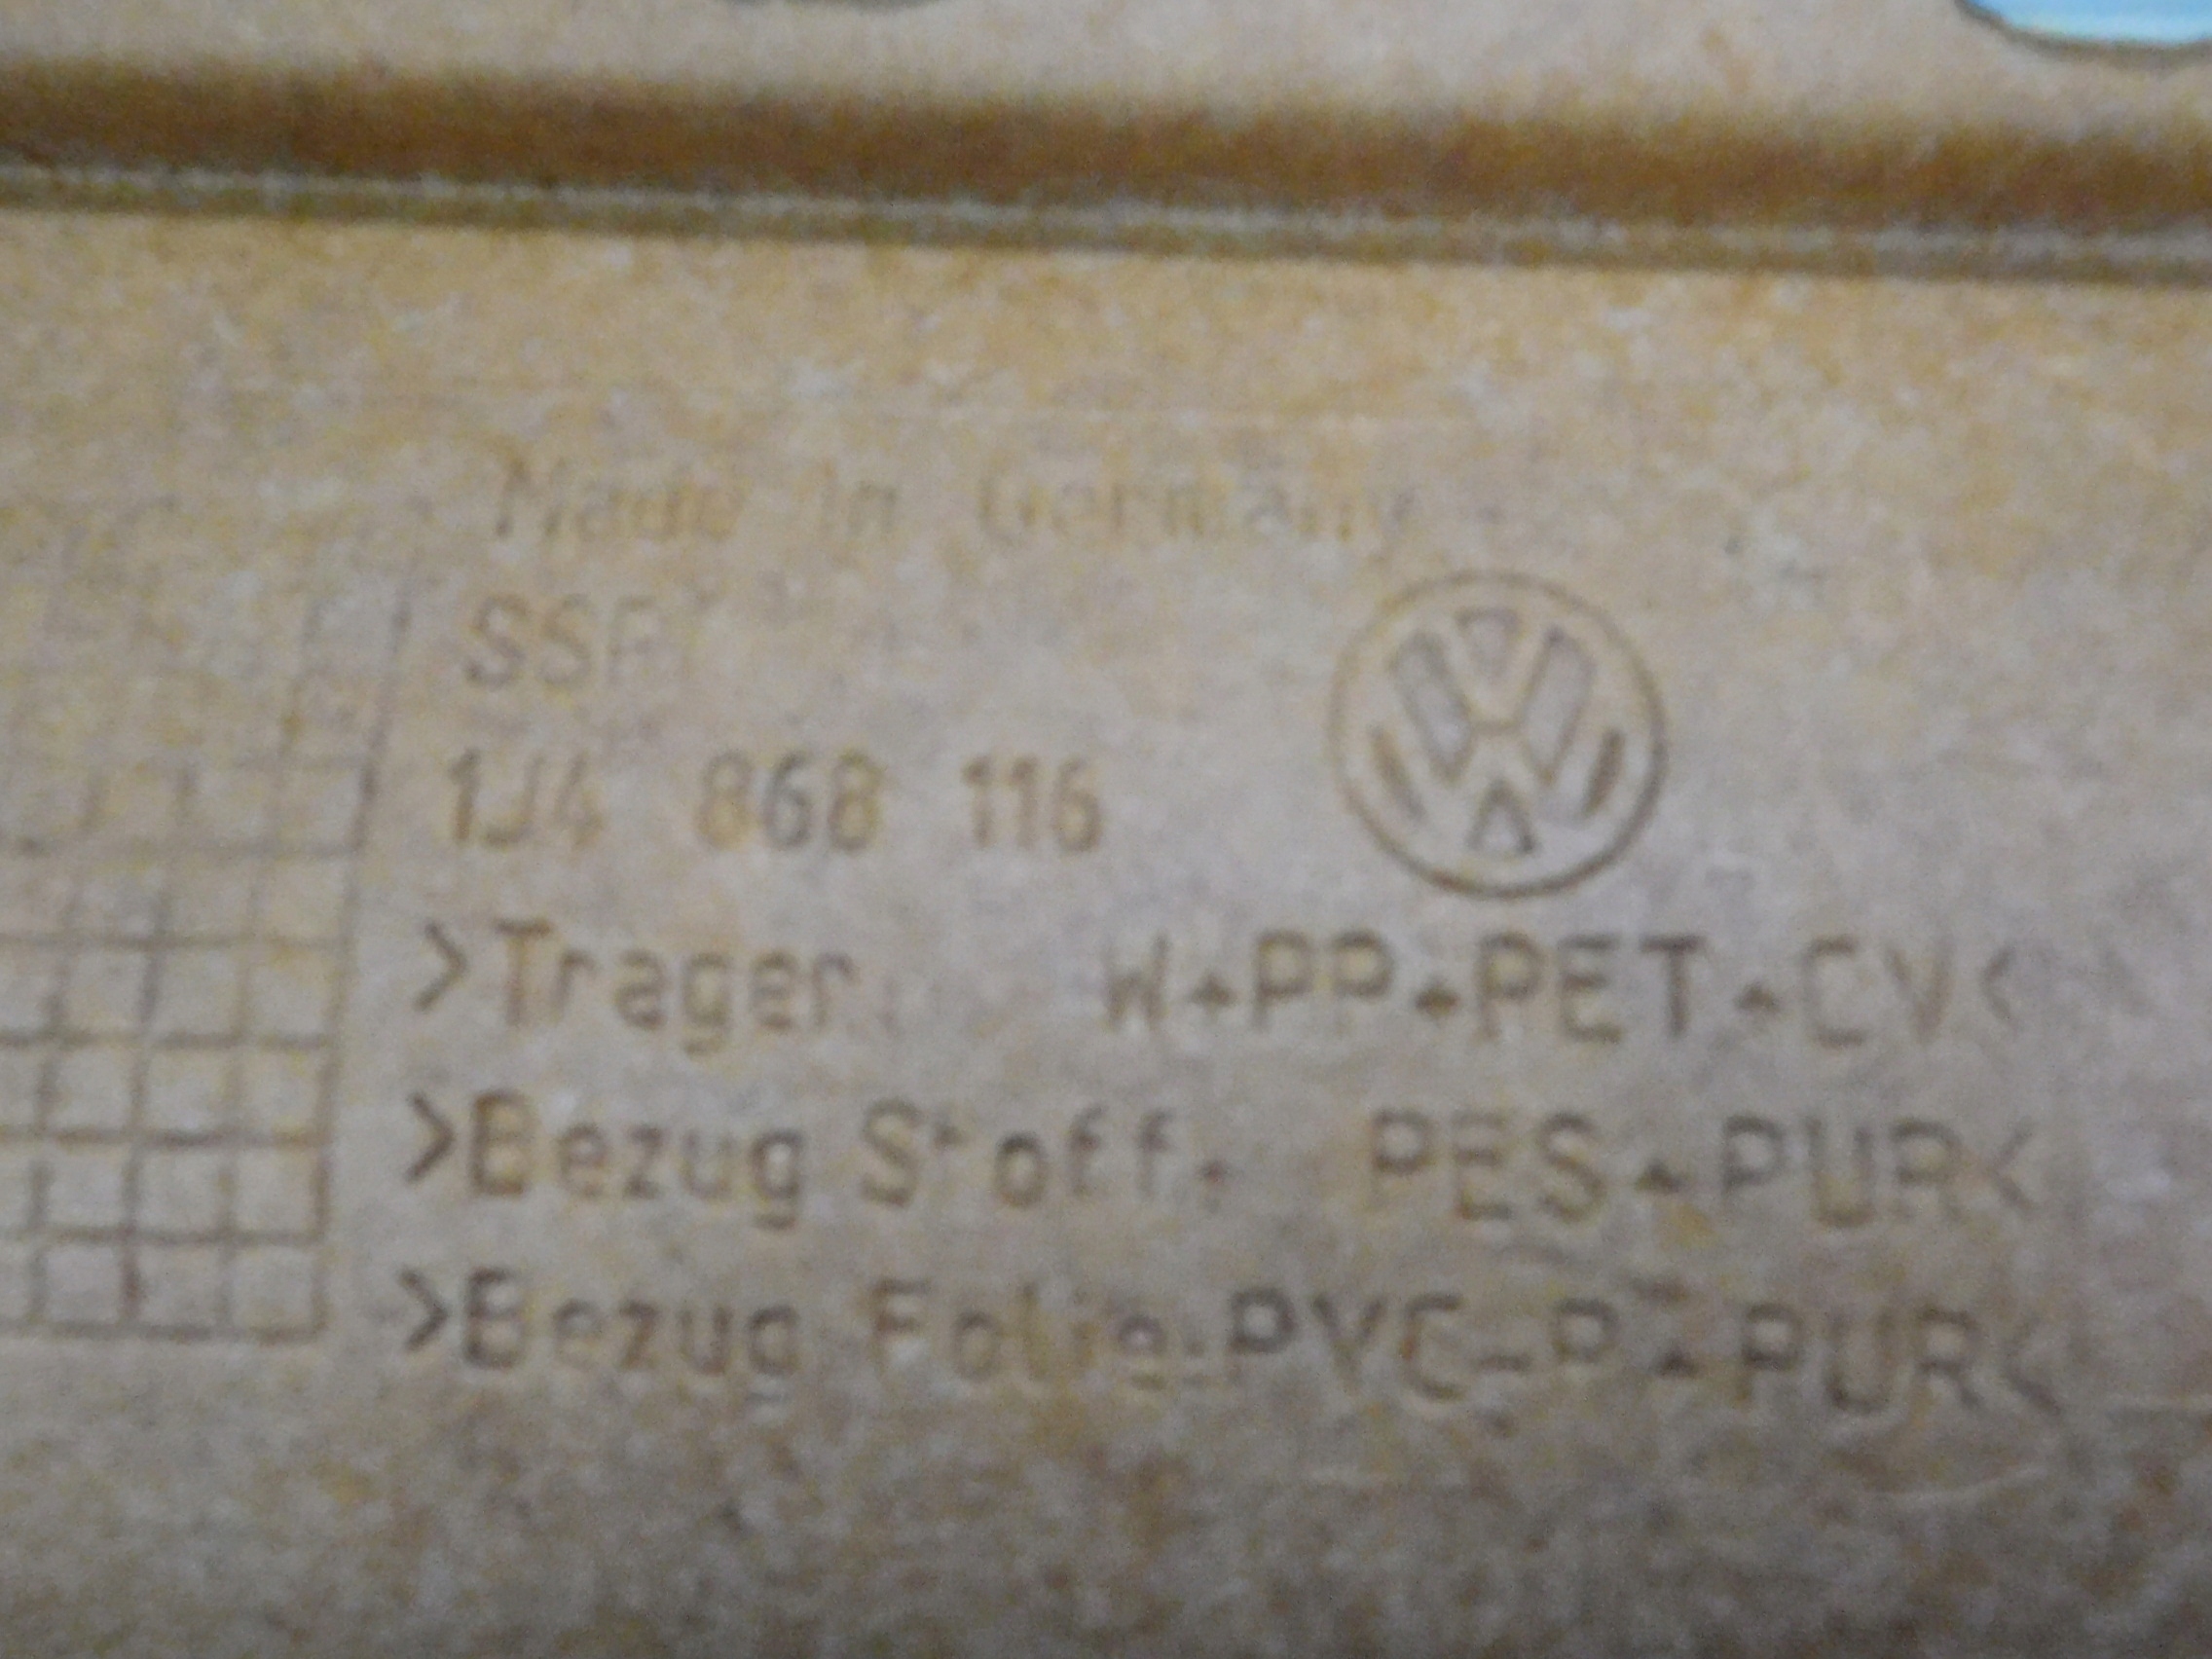 Made in Germany
SSF
1J4 868 116
>Trager: W+PP+PET+CV<
>Bezug Stoff: PES+PUR<
>Bezug Folie:PVC-P+PUR<